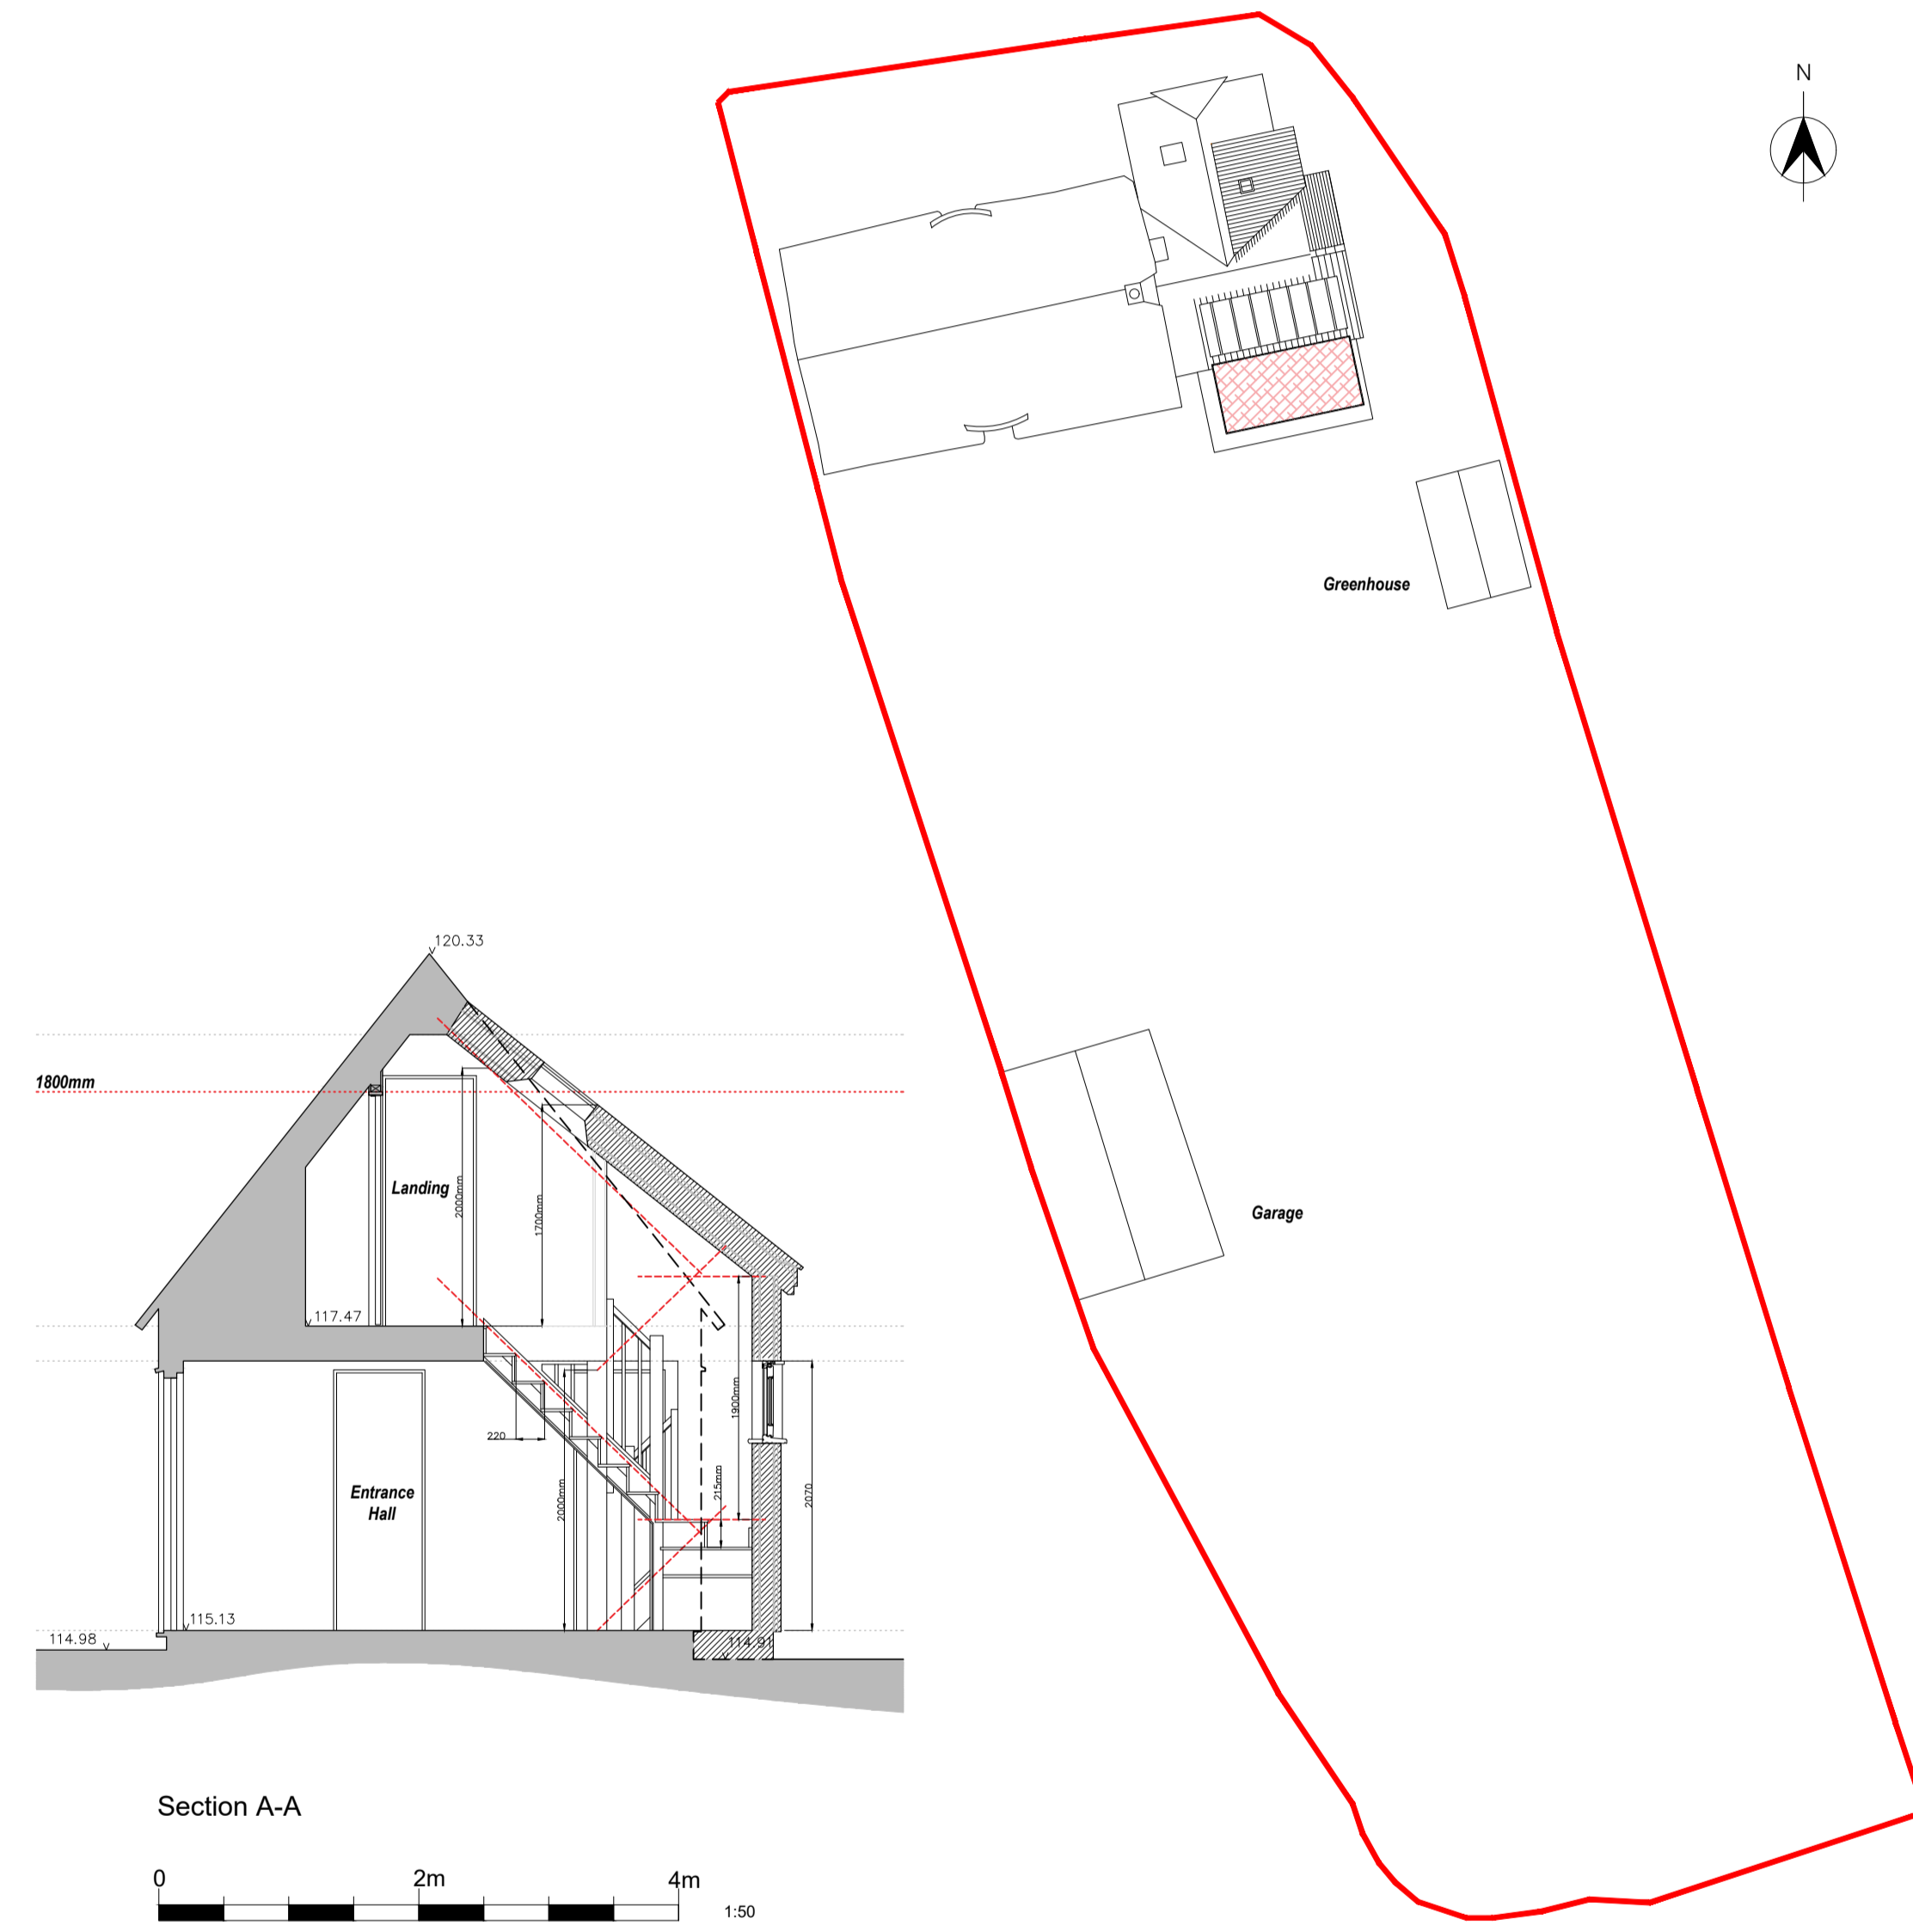 N
Greenhouse
120.33
1800mm
Landing
2000mm
1700mm
Garage
117.47
1900mm
220
2000mm
215mm
2070
Entrance
Hall
115.13
114.98
114.91
Section A-A
0
2m
4m
1:50